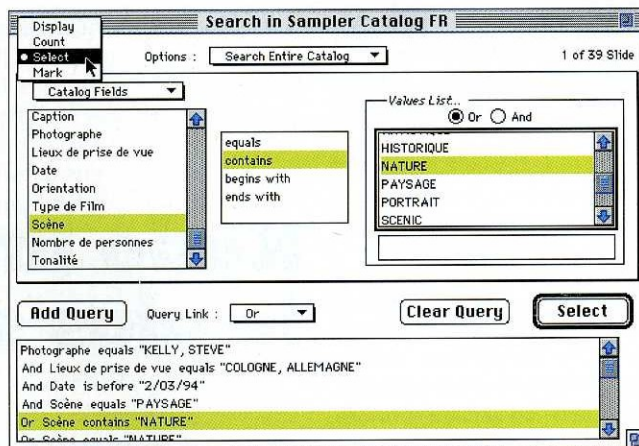 Search in Sampler Catalog FR
Display
Count
Select
Mark
Options : Search Entire Catalog
1 of 39 Slide
Catalog Fields
Caption
Photographe
Lieux de prise de vue
Date
Orientation
Type de Film
Scène
Nombre de personnes
Tonalité
equals
contains
begins with
ends with
Values List...
Or And
HISTORIQUE
NATURE
PAYSAGE
PORTRAIT
SCENIC
Add Query
Query Link : Or
Clear Query
Select
Photographe equals "KELLY, STEVE"
And Lieux de prise de vue equals "COLOGNE, ALLEMAGNE"
And Date is before "2/03/94"
And Scène equals "PAYSAGE"
Or Scène contains "NATURE"
Or Scène equals "NATURE"